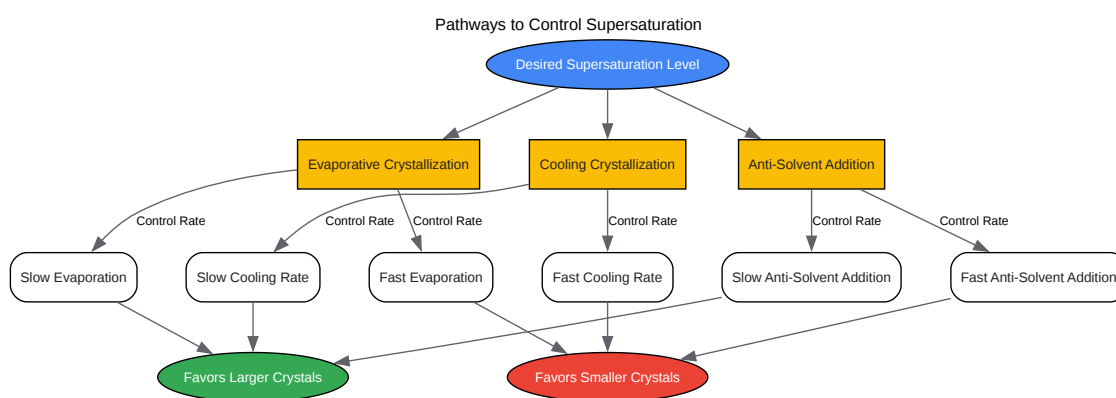 Pathways to Control Supersaturation
Desired Supersaturation Level
Evaporative Crystallization
Cooling Crystallization
Anti-Solvent Addition
Control Rate
Control Rate
Control Rate
Control Rate
Control Rate
Control Rate
Slow Evaporation
Slow Cooling Rate
Fast Evaporation
Fast Cooling Rate
Slow Anti-Solvent Addition
Fast Anti-Solvent Addition
Favors Larger Crystals
Favors Smaller Crystals